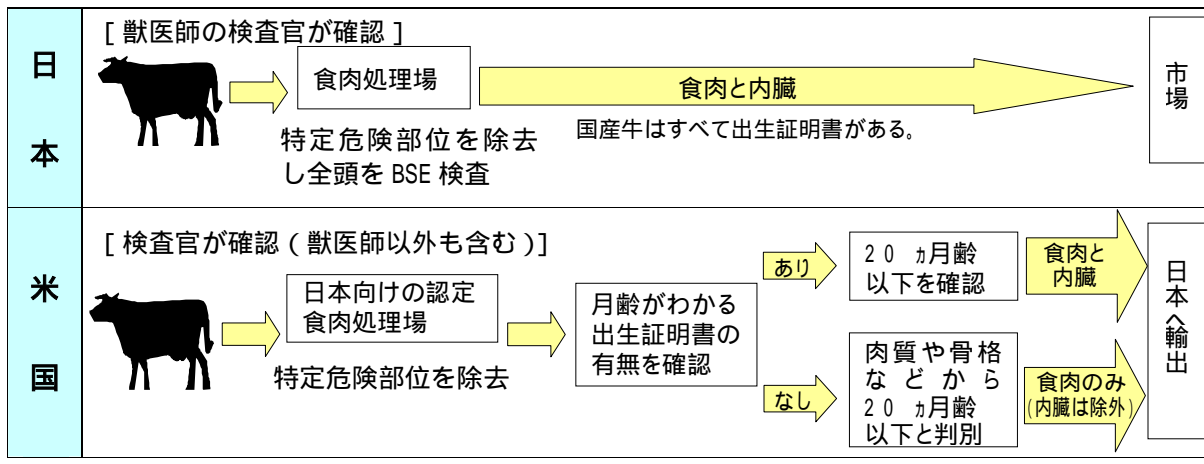 日本
[ 獣医師の検査官が確認 ]
食肉処理場
特定危険部位を除去
し全頭を BSE 検査
食肉と内臓
国産牛はすべて出生証明書がある。
市場
米国
[ 検査官が確認 ( 獣医師以外も含む )]
日本向けの認定
食肉処理場
特定危険部位を除去
月齢がわかる
出生証明書の
有無を確認
あり
20 ヵ月齢
以下を確認
食肉と
内臓
なし
肉質や骨格
などから
20 ヵ月齢
以下と判別
食肉のみ
(内臓は除外)
日本へ輸出